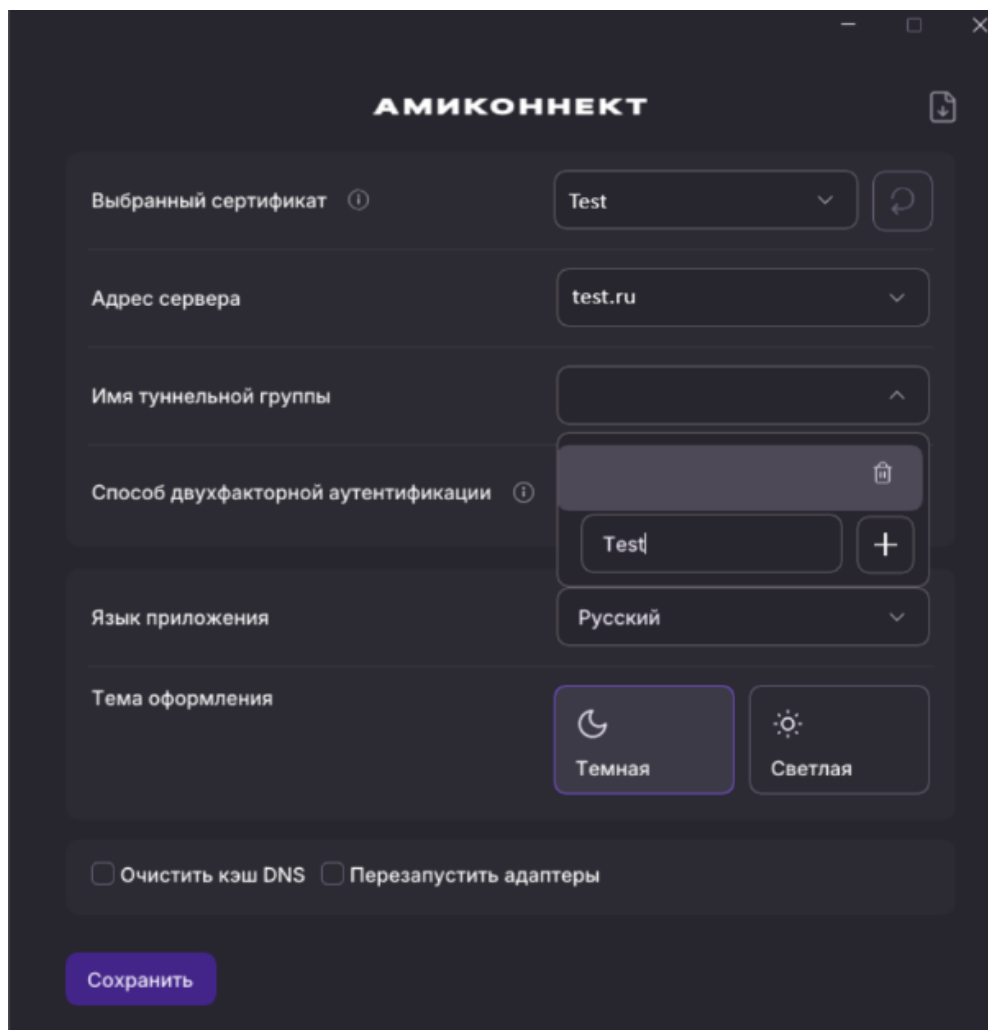 АМИКОННЕКТ
Выбранный сертификат
Test
Адрес сервера
test.ru
Имя туннельной группы
Способ двухфакторной аутентификации
Test
Язык приложения
Русский
Тема оформления
Темная
Светлая
Очистить кэш DNS
Перезапустить адаптеры
Сохранить